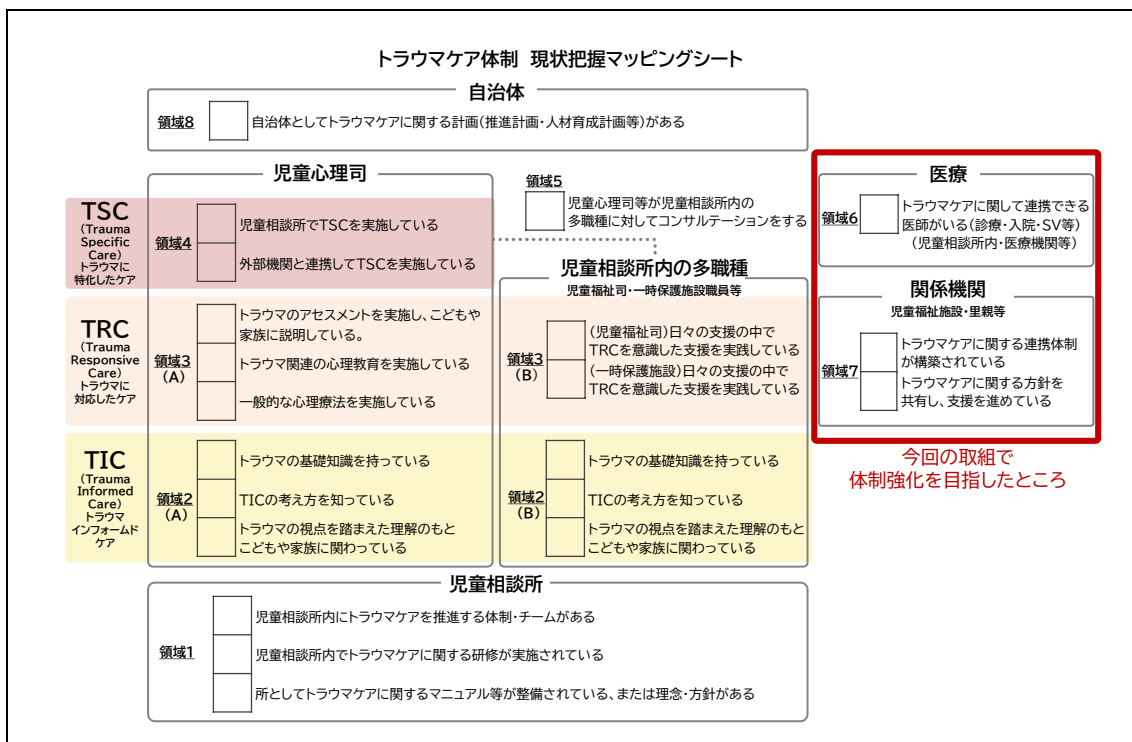 トラウマケア体制 現状把握マッピングシート
自治体
領域8
自治体としてトラウマケアに関する計画(推進計画・人材育成計画等)がある
児童心理司
TSC
(Trauma
Specific
Care)
トラウマに
特化したケア
領域4
児童相談所でTSCを実施している
外部機関と連携してTSCを実施している
領域5
児童心理司等が児童相談所内の
多職種に対してコンサルテーションをする
医療
領域6
トラウマケアに関して連携できる
医師がいる(診療・入院・SV等)
(児童相談所内・医療機関等)
児童相談所内の多職種
児童福祉司・一時保護施設職員等
関係機関
児童福祉施設・里親等
TRC
(Trauma
Responsive
Care)
トラウマに
対応したケア
領域3
(A)
トラウマのアセスメントを実施し、こどもや
家族に説明している。
トラウマ関連の心理教育を実施している
一般的な心理療法を実施している
領域3
(B)
(児童福祉司)日々の支援の中で
TRCを意識した支援を実践している
(一時保護施設)日々の支援の中で
TRCを意識した支援を実践している
領域7
トラウマケアに関する連携体制
が構築されている
トラウマケアに関する方針を
共有し、支援を進めている
今回の取組で
体制強化を目指したところ
TIC
(Trauma
Informed
Care)
トラウマ
インフォームド
ケア
領域2
(A)
トラウマの基礎知識を持っている
TICの考え方を知っている
トラウマの視点を踏まえた理解のもと
こどもや家族に関わっている
領域2
(B)
トラウマの基礎知識を持っている
TICの考え方を知っている
トラウマの視点を踏まえた理解のもと
こどもや家族に関わっている
児童相談所
領域1
児童相談所内にトラウマケアを推進する体制・チームがある
児童相談所内でトラウマケアに関する研修が実施されている
所としてトラウマケアに関するマニュアル等が整備されている、または理念・方針がある